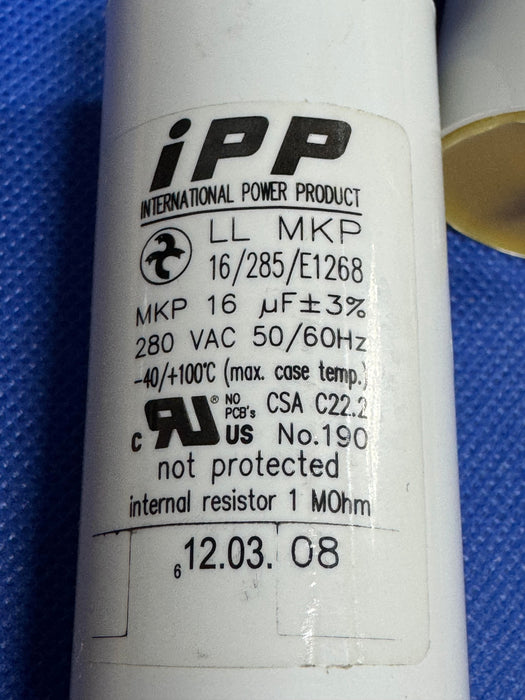 iPP
INTERNATIONAL POWER PRODUCT
LL MKP
16/285/E1268
MKP 16 µF±3%
280 VAC 50/60Hz
-40/+100°C (max. case temp.)
c RU ® US NO PCB's CSA C22.2
No.190
not protected
internal resistor 1 MOhm
6 12.03. 08